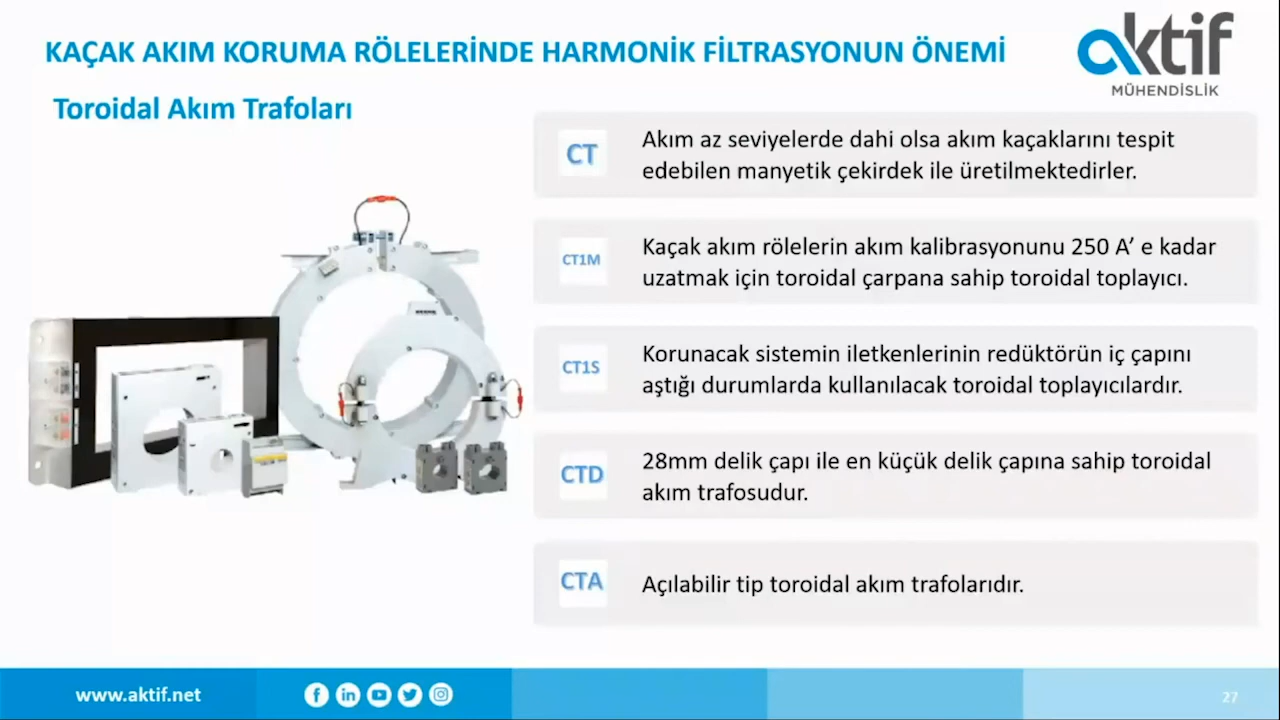 KAÇAK AKIM KORUMA RÖLELERİNDE HARMONİK FİLTRASYONUN ÖNEMİ
aktif
MÜHENDİSLİK
Toroidal Akım Trafoları
CT
Akım az seviyelerde dahi olsa akım kaçaklarını tespit
edebilen manyetik çekirdek ile üretilmektedirler.
CT1M
Kaçak akım rölelerin akım kalibrasyonunu 250 A’ e kadar
uzatmak için toroidal çarpana sahip toroidal toplayıcı.
CT1S
Korunacak sistemin iletkenlerinin redüktörün iç çapını
aştığı durumlarda kullanılacak toroidal toplayıcılardır.
CTD
28mm delik çapı ile en küçük delik çapına sahip toroidal
akım trafosudur.
CTA
Açılabilir tip toroidal akım trafolarıdır.
www.aktif.net
27